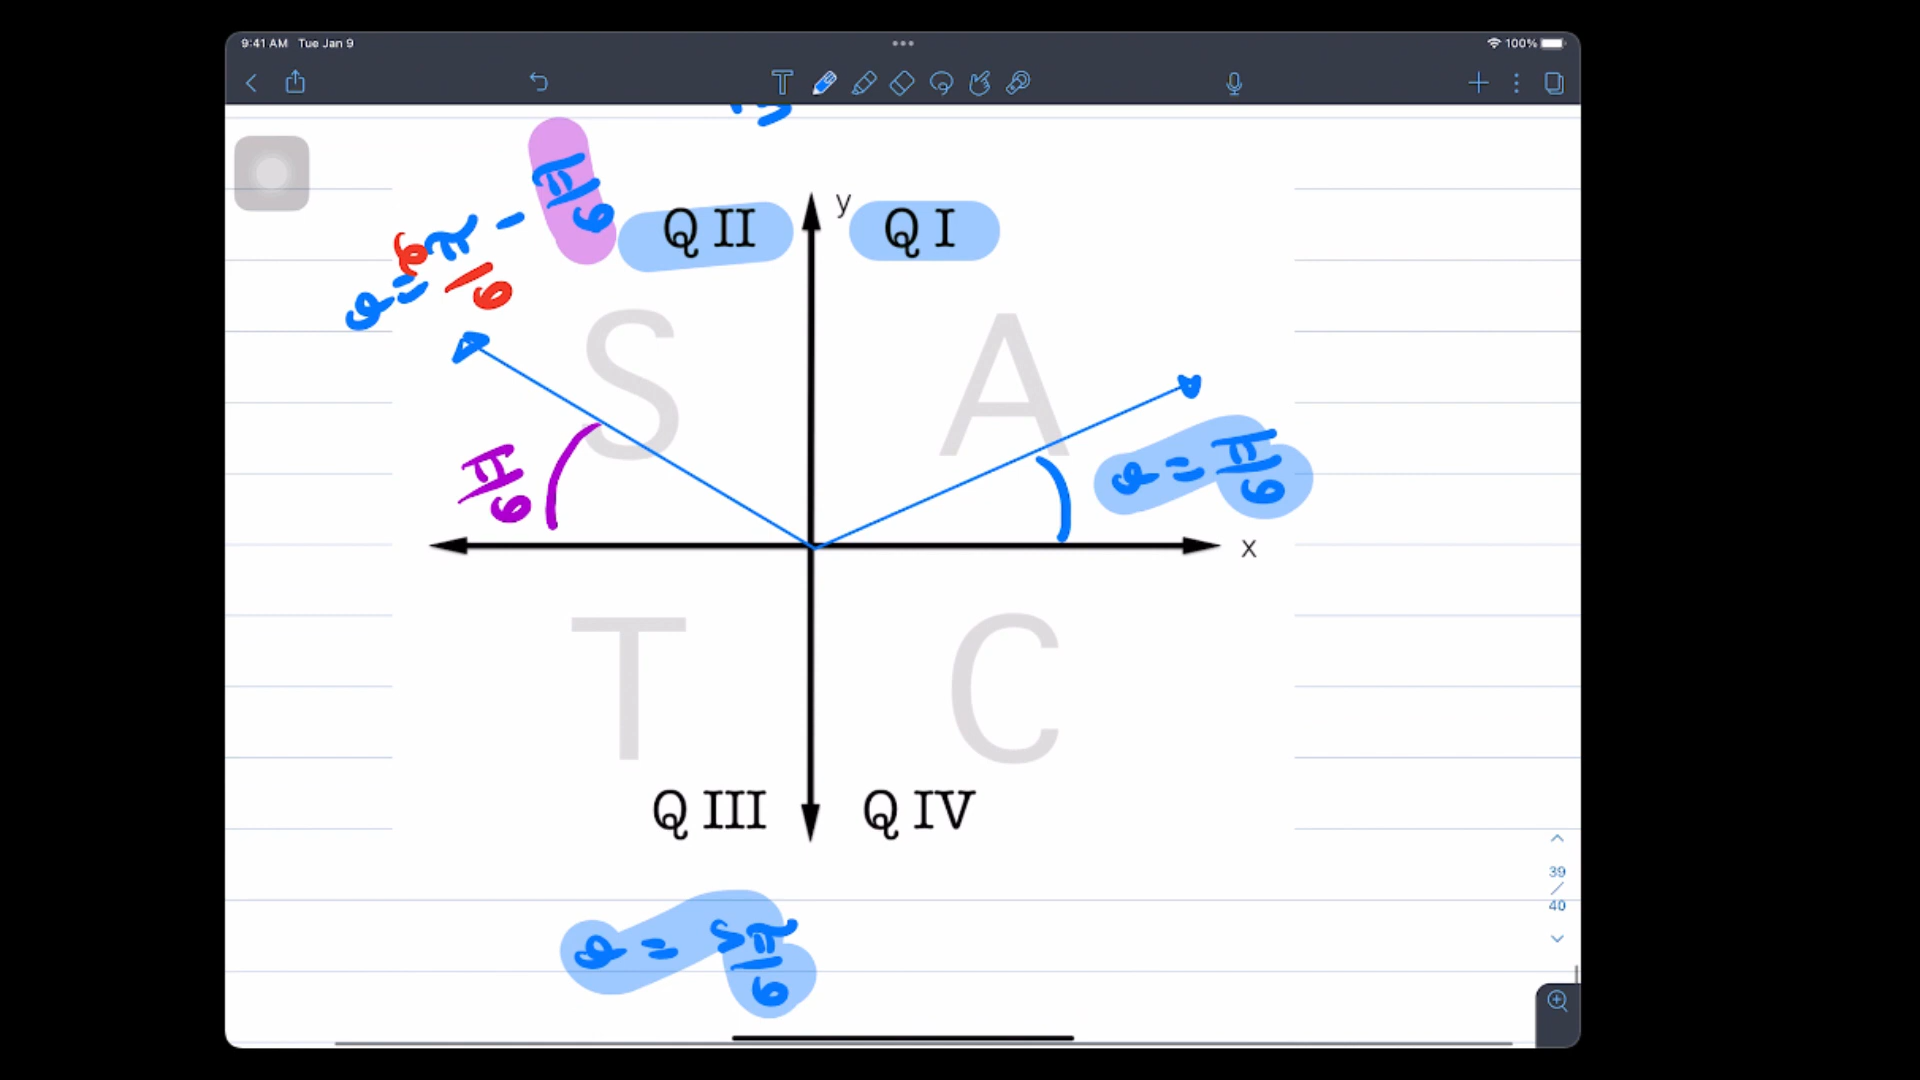 9:41 AM Tue Jan 9
100%
T
π/6
Q II
y
Q I
θ = 6π/6 -
S
A
π/6
θ = π/6
x
T
C
Q III
Q IV
39
/
40
θ = 5π/6